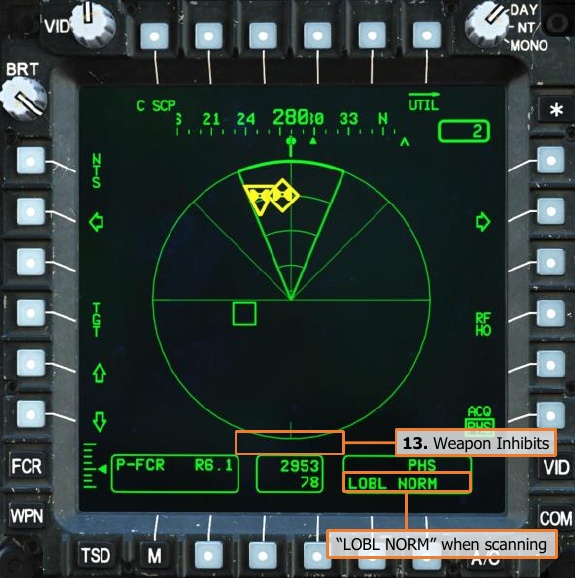 VID
DAY
NT
MONO
BRT
C SCP
UTIL
S 21 24 280 30 33 N
2
*
NTS
TGT
RF
HO
ACQ
PHS
13. Weapon Inhibits
P-FCR R6.1
2953
78
PHS
LOBL NORM
FCR
VID
WPN
COM
"LOBL NORM" when scanning
TSD
M
A/C